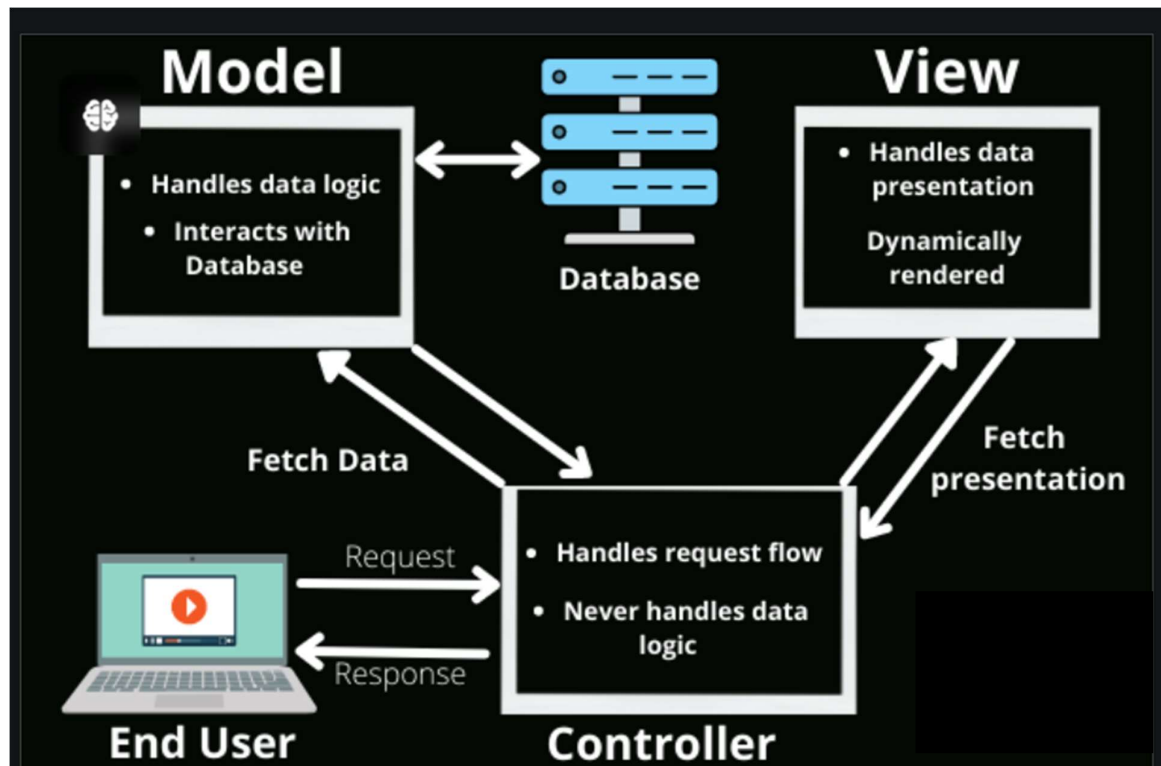 Model
• Handles data logic
• Interacts with
Database
Database
View
• Handles data
presentation
Dynamically
rendered
Fetch Data
Fetch
presentation
Request
Response
• Handles request flow
• Never handles data
logic
End User
Controller